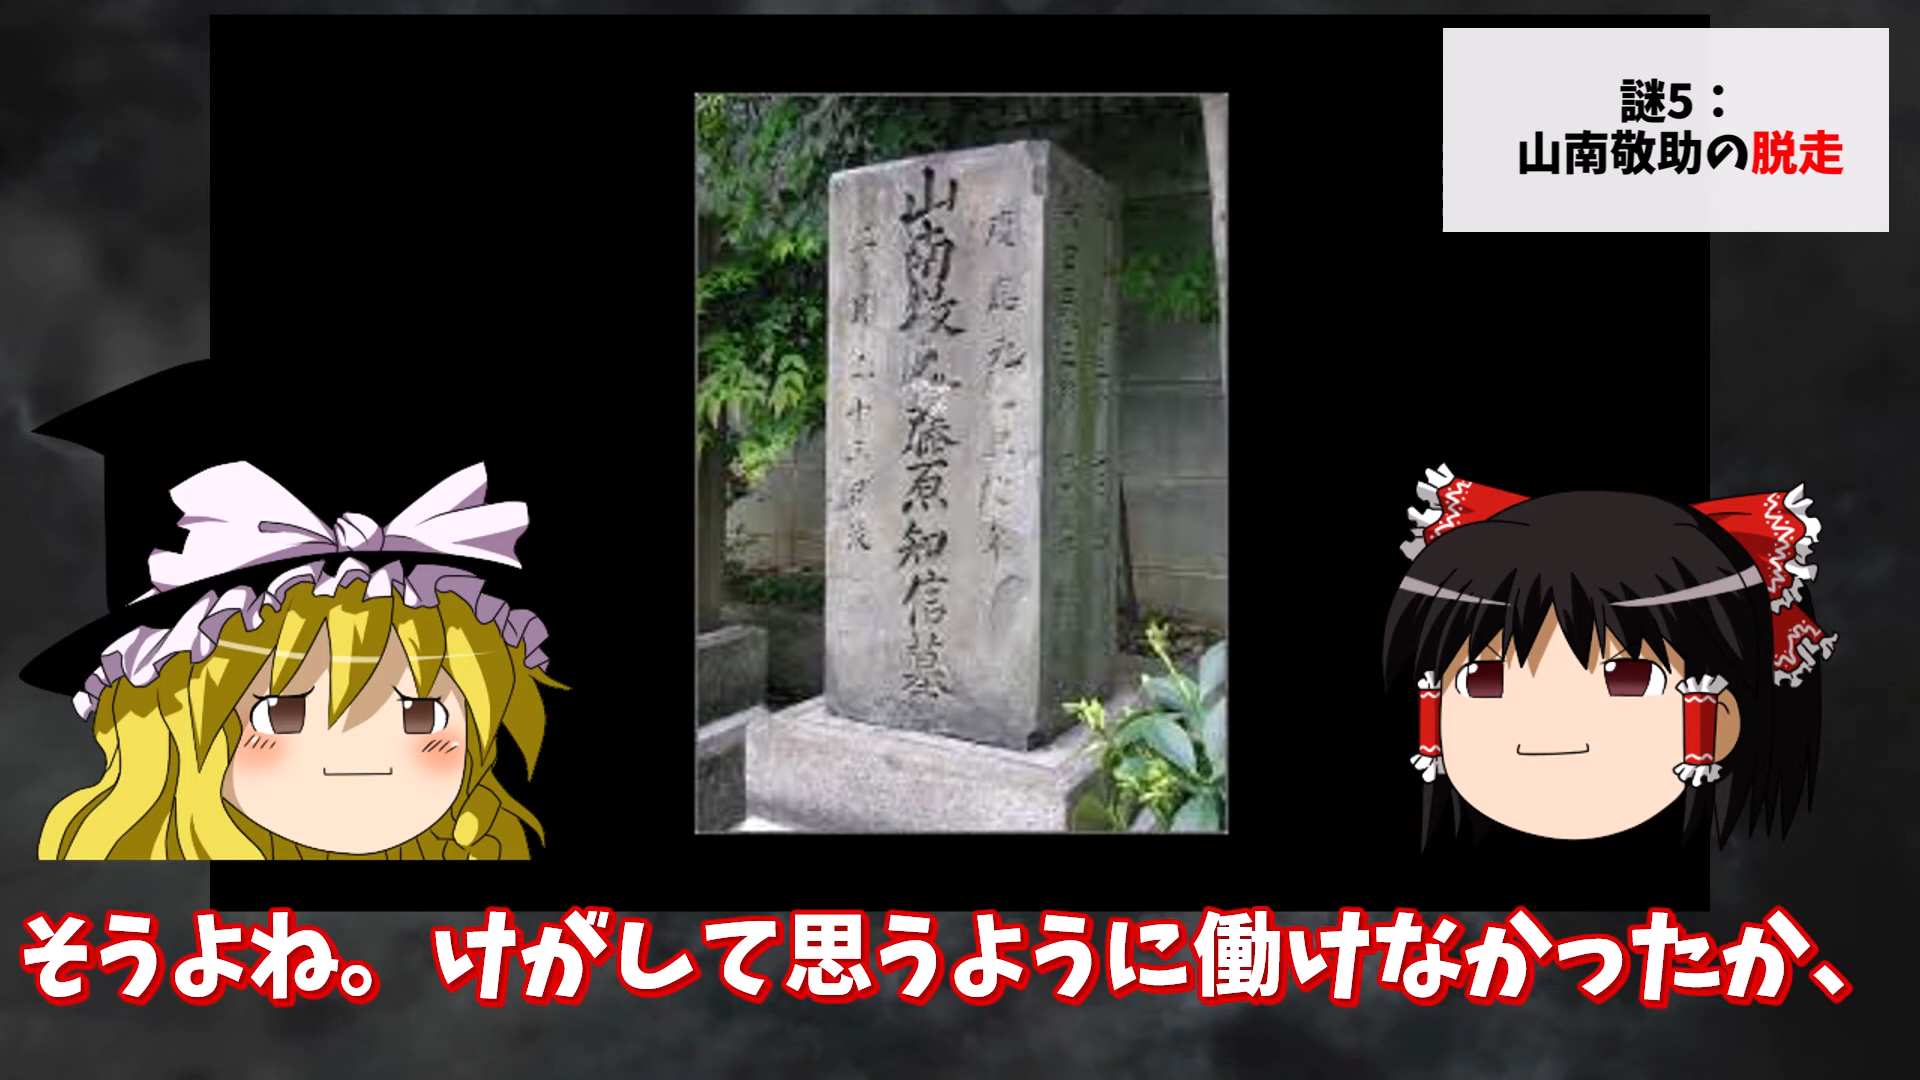 謎5：
山南敬助の脱走
山南敬助藤原知信墓
そうよね。けがして思うように働けなかったか、